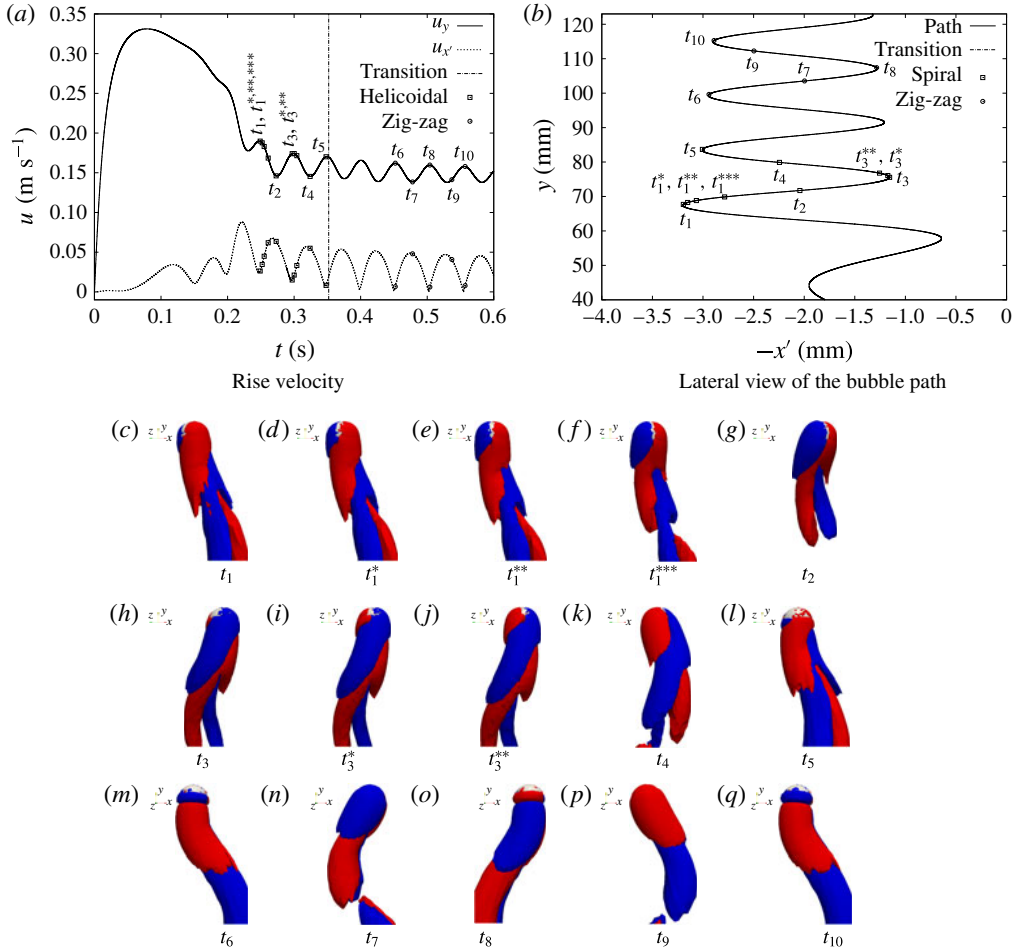 (a)
0.35
0.30
0.25
0.20
0.15
0.10
0.05
0
u (m s⁻¹)
0 0.1 0.2 0.3 0.4 0.5 0.6
t (s)
u_y
u_{x′}
Transition
Helicoidal
Zig-zag
t₁, t₁^{*,**,***}
t₃, t₃^{*,**}
t₅
t₂
t₄
t₆
t₇
t₈
t₉
t₁₀
Rise velocity
(b)
120
110
100
90
80
70
60
50
40
y (mm)
−4.0 −3.5 −3.0 −2.5 −2.0 −1.5 −1.0 0
−x′ (mm)
Path
Transition
Spiral
Zig-zag
t₁₀
t₉
t₈
t₇
t₆
t₅
t₄
t₃^{**}, t₃^{*}
t₃
t₁^{*}, t₁^{**}, t₁^{***}
t₂
t₁
Lateral view of the bubble path
(c) (d) (e) (f) (g)
z y x z y x z y x z y x z y x
t₁ t₁^{*} t₁^{**} t₁^{***} t₂
(h) (i) (j) (k) (l)
z y x z y x z y x z y x z y x
t₃ t₃^{*} t₃^{**} t₄ t₅
(m) (n) (o) (p) (q)
z y x z y x z y x z y x z y x
t₆ t₇ t₈ t₉ t₁₀